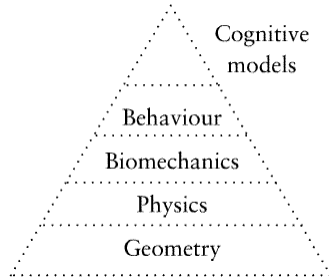 Cognitive
models
Behaviour
Biomechanics
Physics
Geometry